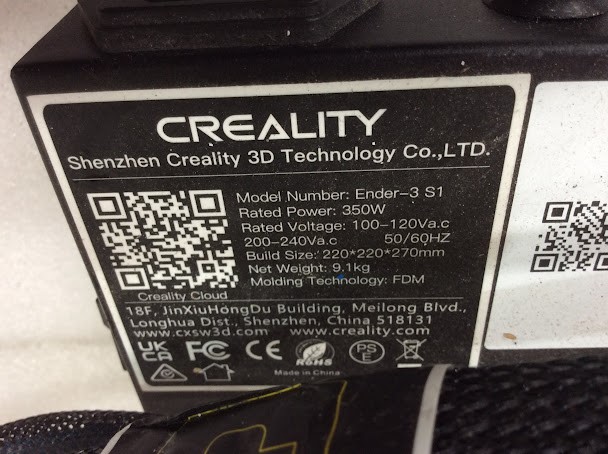 CREALITY
Shenzhen Creality 3D Technology Co.,LTD.
Model Number: Ender-3 S1
Rated Power: 350W
Rated Voltage: 100-120Va.c
200-240Va.c 50/60HZ
Build Size: 220*220*270mm
Net Weight: 9.1kg
Molding Technology: FDM
Creality Cloud
18F, JinXiuHongDu Building, Meilong Blvd.,
Longhua Dist., Shenzhen, China 518131
www.cxsw3d.com www.creality.com
UK CA FC CE RoHS PS E
Made in China